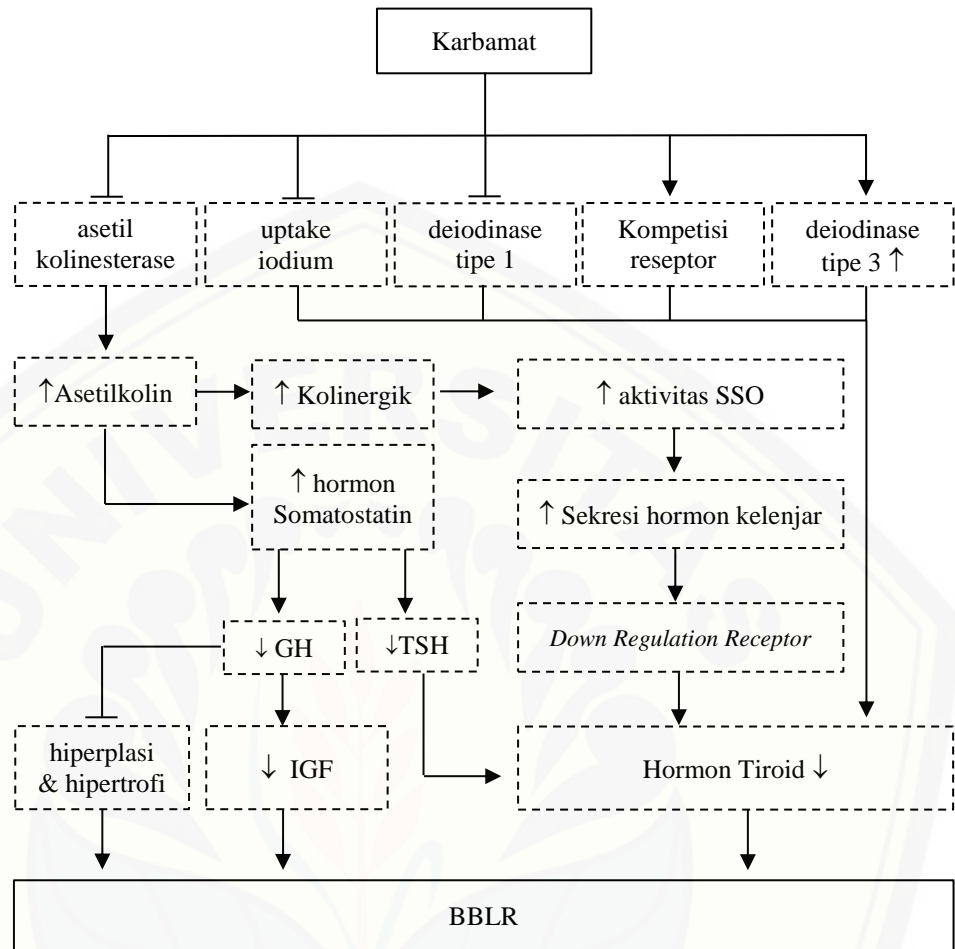 Karbamat
asetil
kolinesterase
uptake
iodium
deiodinase
tipe 1
Kompetisi
reseptor
deiodinase
tipe 3 ↑
↑Asetilkolin
↑ Kolinergik
↑ aktivitas SSO
↑ hormon
Somatostatin
↑ Sekresi hormon kelenjar
↓ GH
↓TSH
Down Regulation Receptor
hiperplasi
& hipertrofi
↓ IGF
Hormon Tiroid ↓
BBLR
UNIVERSITAS